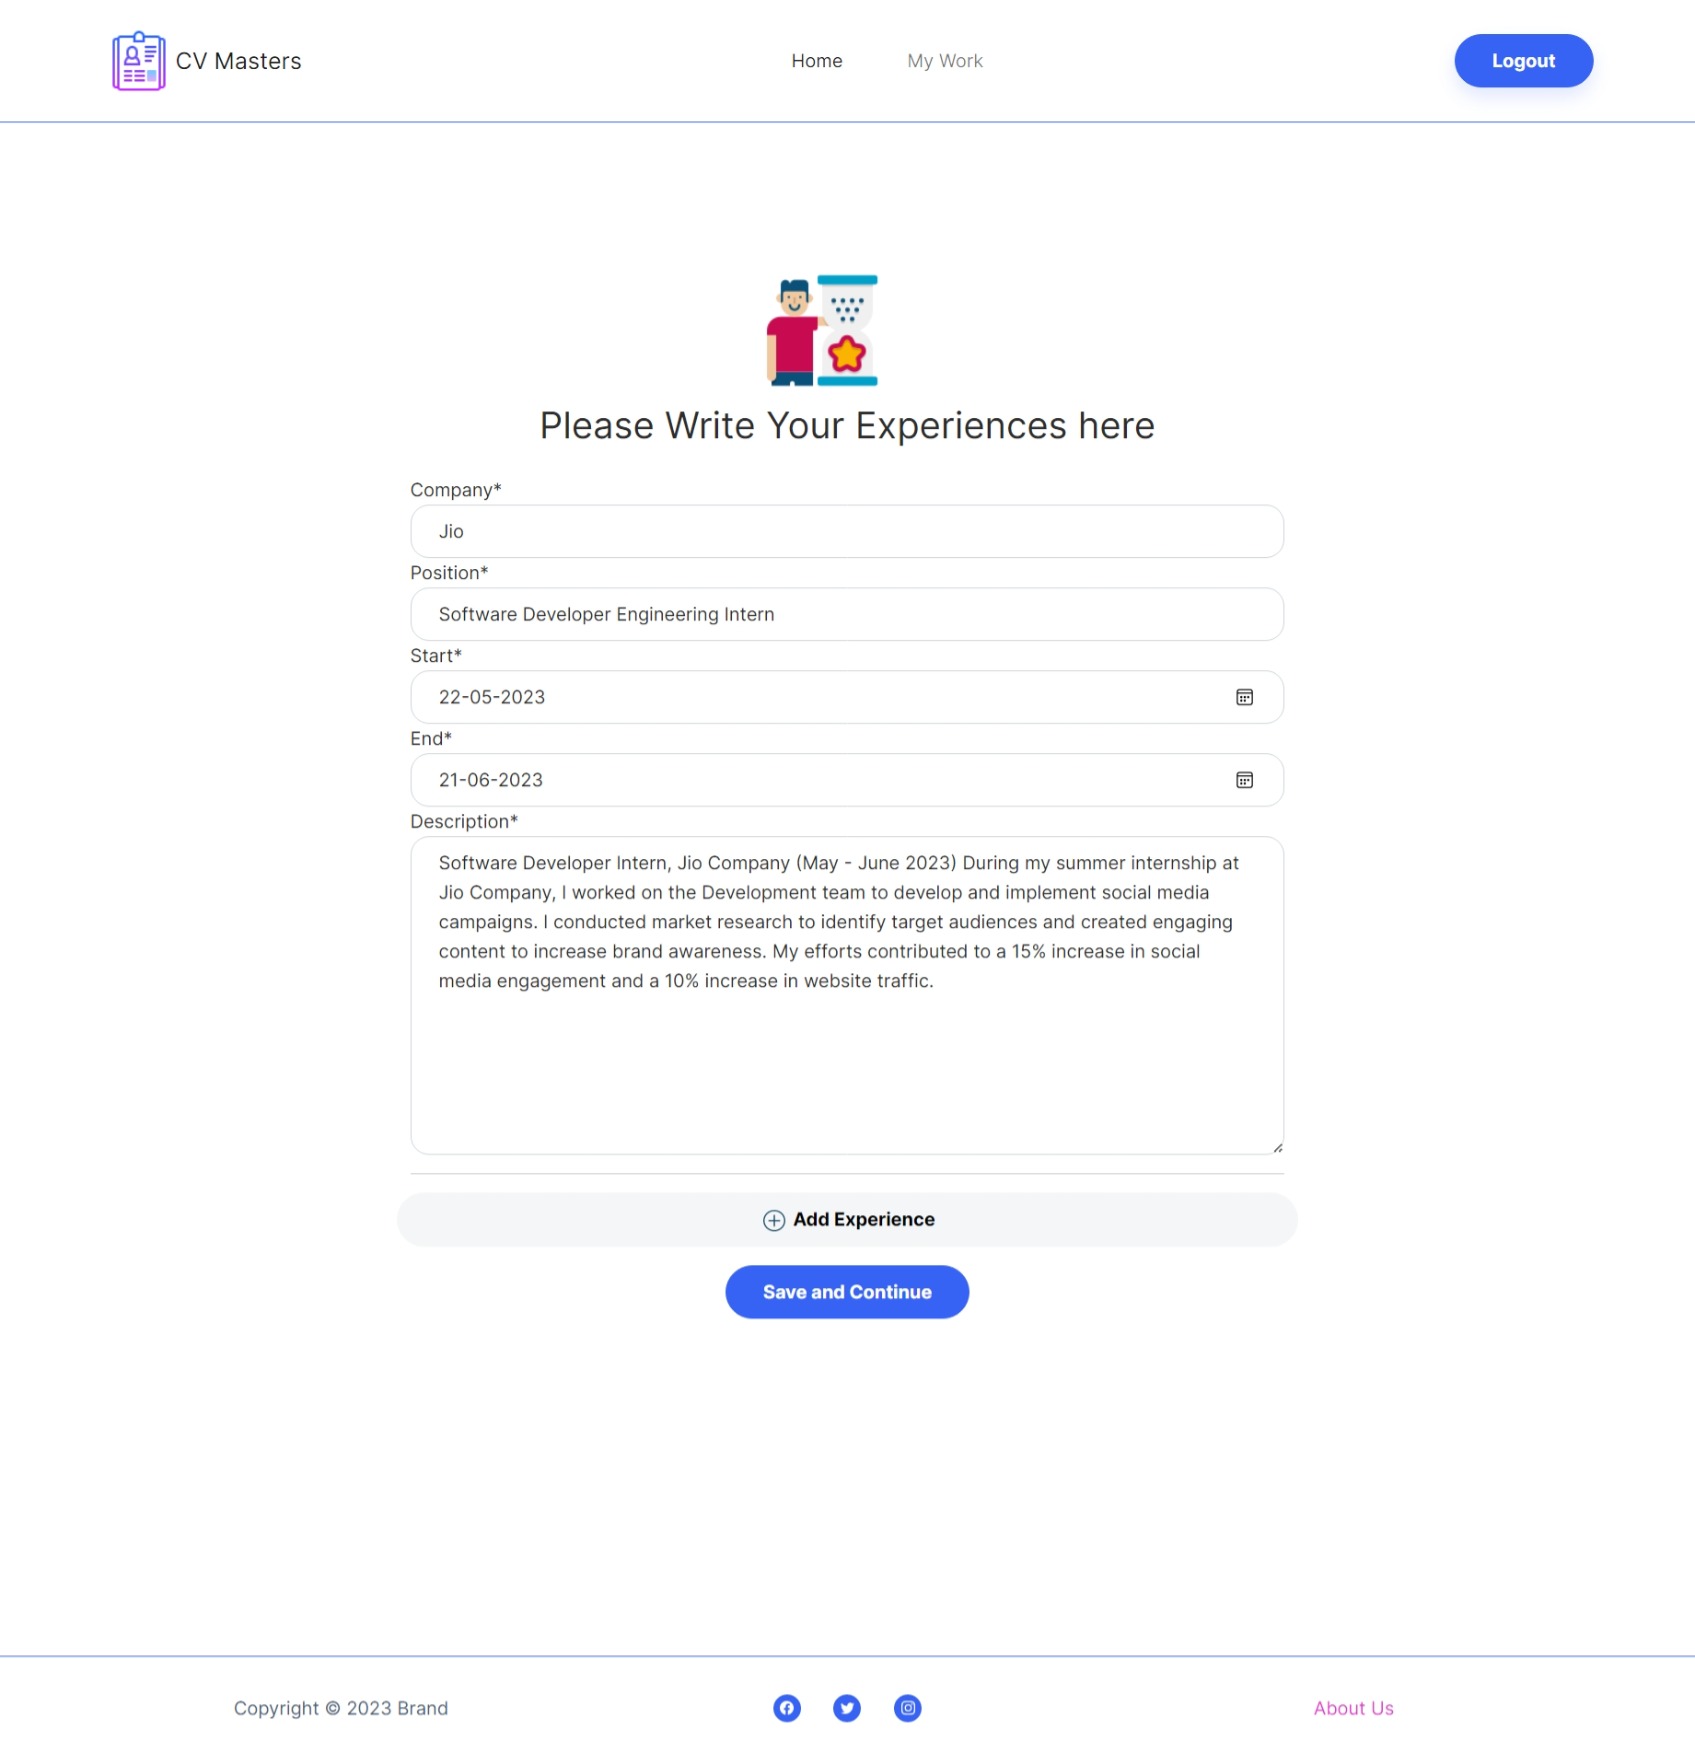 CV Masters
Home
My Work
Logout
Please Write Your Experiences here
Company*
Jio
Position*
Software Developer Engineering Intern
Start*
22-05-2023
End*
21-06-2023
Description*
Software Developer Intern, Jio Company (May - June 2023) During my summer internship at
Jio Company, I worked on the Development team to develop and implement social media
campaigns. I conducted market research to identify target audiences and created engaging
content to increase brand awareness. My efforts contributed to a 15% increase in social
media engagement and a 10% increase in website traffic.
Add Experience
Save and Continue
Copyright © 2023 Brand
About Us